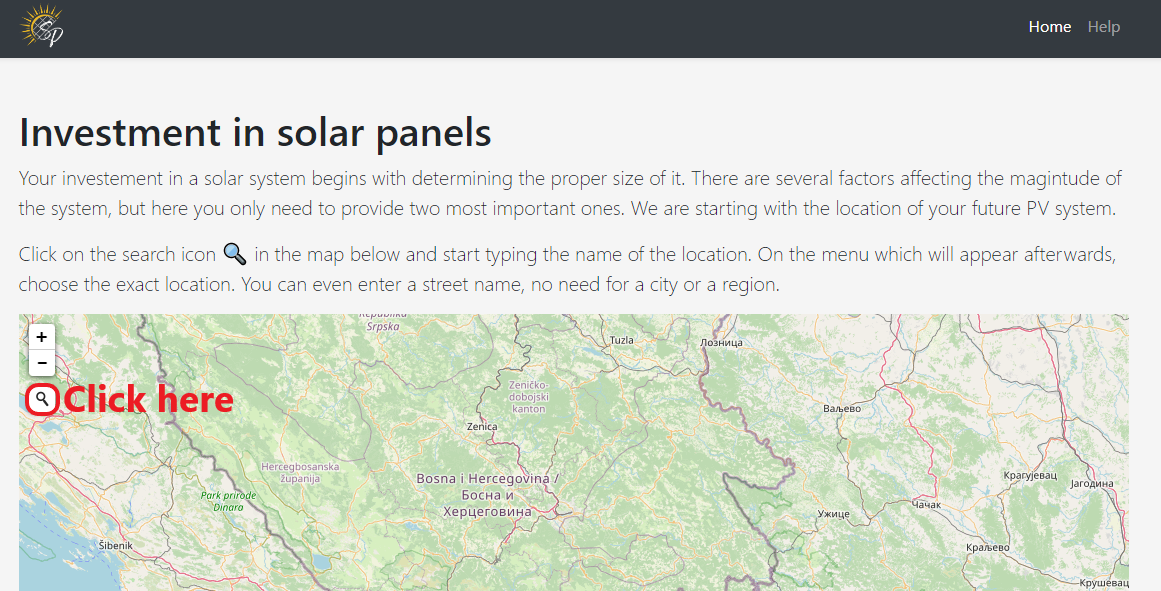 SP
Home Help
Investment in solar panels
Your investement in a solar system begins with determining the proper size of it. There are several factors affecting the magintude of
the system, but here you only need to provide two most important ones. We are starting with the location of your future PV system.
Click on the search icon 🔍 in the map below and start typing the name of the location. On the menu which will appear afterwards,
choose the exact location. You can even enter a street name, no need for a city or a region.
+
−
Click here
Republika
Srpska
Tuzla
Лозница
Zeničko-
dobojski
kanton
Ваљево
Zenica
Hercegbosanska
županija
Bosna i Hercegovina /
Босна и
Херцеговина
Крагујевац
Јагодина
Park prirode
Dinara
Ужице
Чачак
Šibenik
Краљево
Крушевац